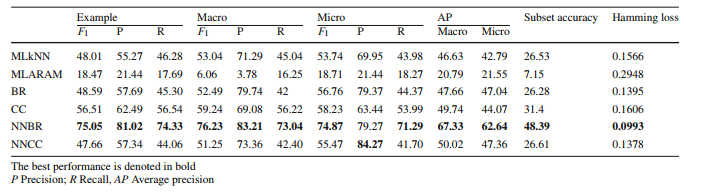 Example Macro Micro AP Subset accuracy Hamming loss
F1 P R F1 P R F1 P R Macro Micro
MLkNN 48.01 55.27 46.28 53.04 71.29 45.04 53.74 69.95 43.98 46.63 42.79 26.53 0.1566
MLARAM 18.47 21.44 17.69 6.06 3.78 16.25 18.71 21.44 18.27 20.79 21.55 7.15 0.2948
BR 48.59 57.69 45.30 52.49 79.74 42 56.76 79.37 44.37 47.66 47.04 26.28 0.1395
CC 56.51 62.49 56.54 59.24 69.08 56.22 58.23 63.44 53.99 49.74 44.07 31.4 0.1606
NNBR 75.05 81.02 74.33 76.23 83.21 73.04 74.87 79.27 71.29 67.33 62.64 48.39 0.0993
NNCC 47.66 57.34 44.06 51.25 73.36 42.40 55.47 84.27 41.70 50.02 47.36 26.61 0.1378
The best performance is denoted in bold
P Precision; R Recall, AP Average precision